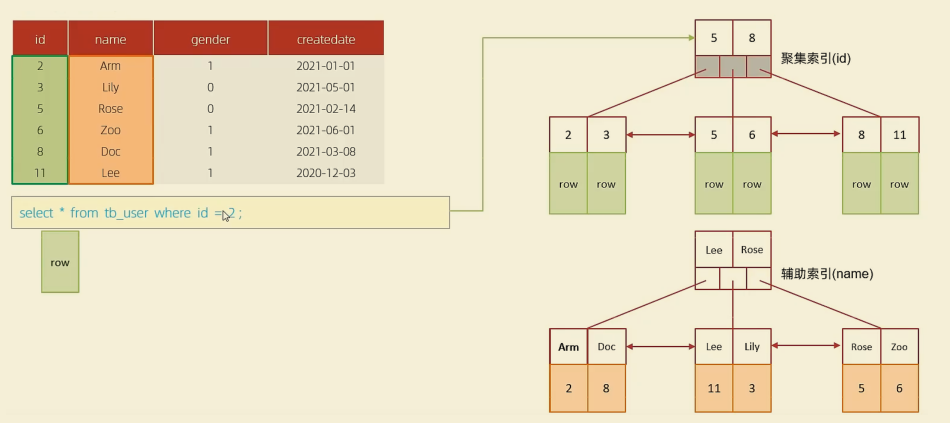 id name gender createdate
2 Arm 1 2021-01-01
3 Lily 0 2021-05-01
5 Rose 0 2021-02-14
6 Zoo 1 2021-06-01
8 Doc 1 2021-03-08
11 Lee 1 2020-12-03
select * from tb_user where id = 2 ;
row
5 8
聚集索引(id)
2 3 5 6 8 11
row row row row row row
Lee Rose
辅助索引(name)
Arm Doc Lee Lily Rose Zoo
2 8 11 3 5 6